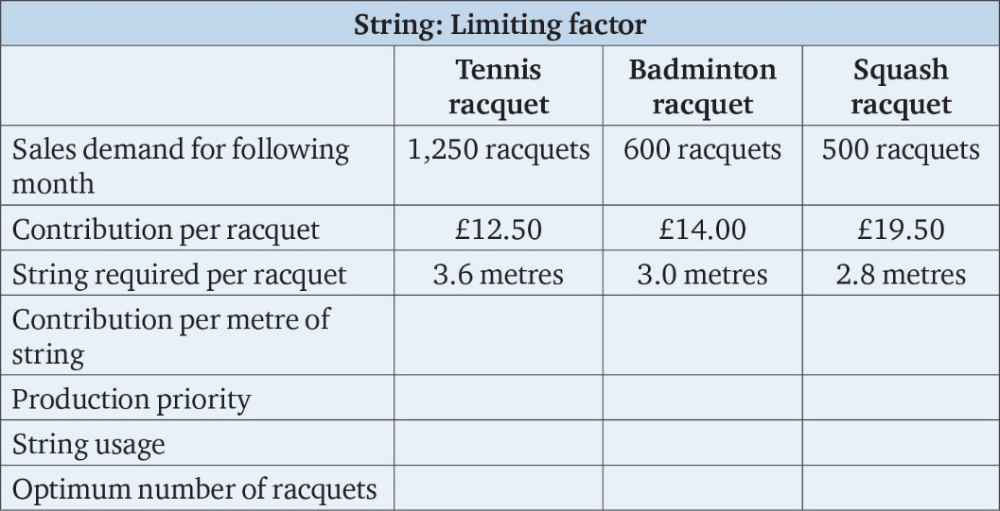 String: Limiting factor
Tennis racquet Badminton racquet Squash racquet
Sales demand for following month 1,250 racquets 600 racquets 500 racquets
Contribution per racquet £12.50 £14.00 £19.50
String required per racquet 3.6 metres 3.0 metres 2.8 metres
Contribution per metre of string
Production priority
String usage
Optimum number of racquets